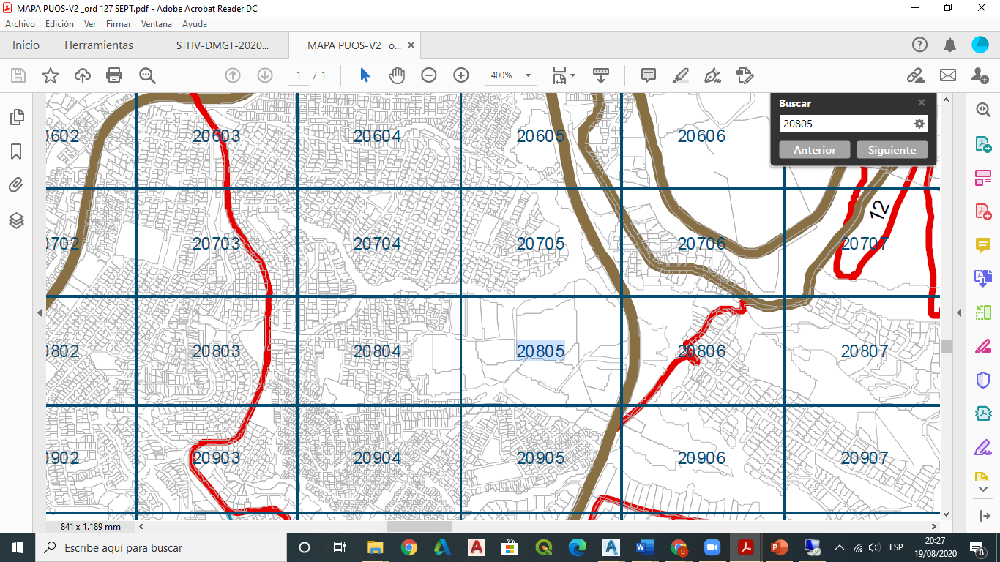 MAPA PUOS-V2 _ord 127 SEPT.pdf - Adobe Acrobat Reader DC
Archivo Edición Ver Firmar Ventana Ayuda
Inicio Herramientas STHV-DMGT-2020... MAPA PUOS-V2 _o... ×
1 / 1 400%
Buscar
20805
Anterior Siguiente
0602 20603 20604 20605 20606
12
0702 20703 20704 20705 20706 20707
0802 20803 20804 20805 20806 20807
0902 20903 20904 20905 20906 20907
841 x 1.189 mm
Escribe aquí para buscar
ESP
20:27
19/08/2020
8